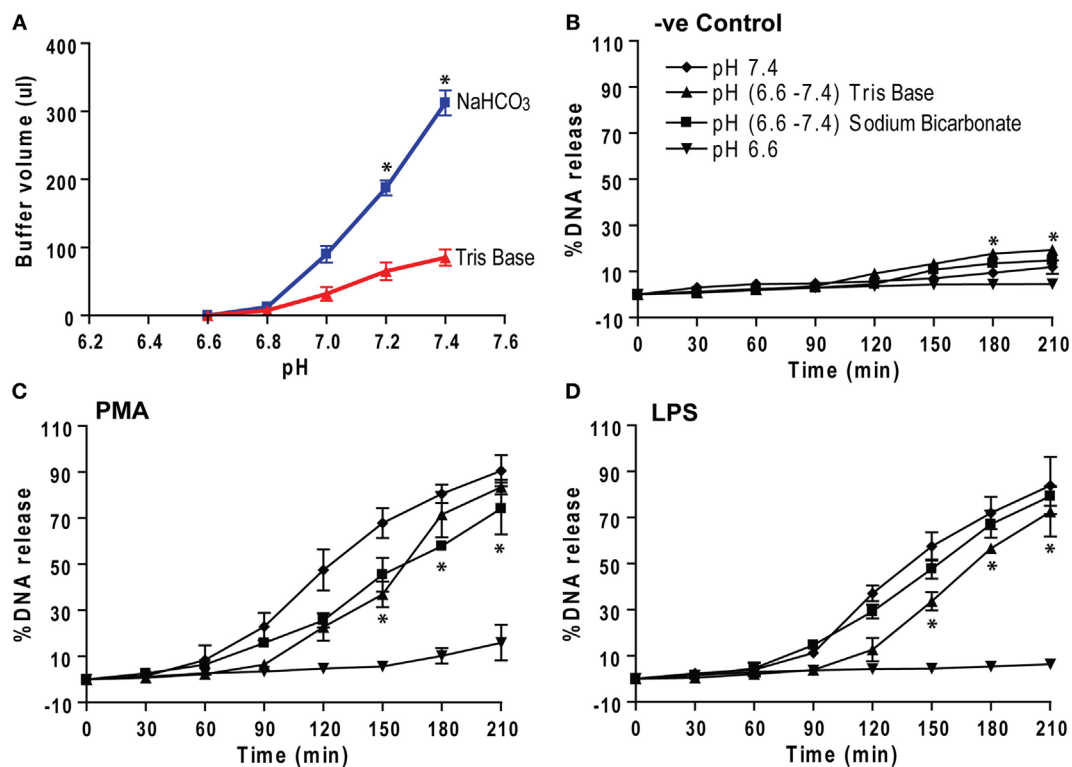 A
Buffer volume (ul)
400
300
200
100
0
*
*
NaHCO₃
Tris Base
6.2 6.4 6.6 6.8 7.0 7.2 7.4 7.6
pH
B
-ve Control
%DNA release
110
90
70
50
30
10
-10
pH 7.4
pH (6.6 -7.4) Tris Base
pH (6.6 -7.4) Sodium Bicarbonate
pH 6.6
* *
0 30 60 90 120 150 180 210
Time (min)
C
PMA
%DNA release
110
90
70
50
30
10
-10
* * *
0 30 60 90 120 150 180 210
Time (min)
D
LPS
%DNA release
110
90
70
50
30
10
-10
* * *
0 30 60 90 120 150 180 210
Time (min)